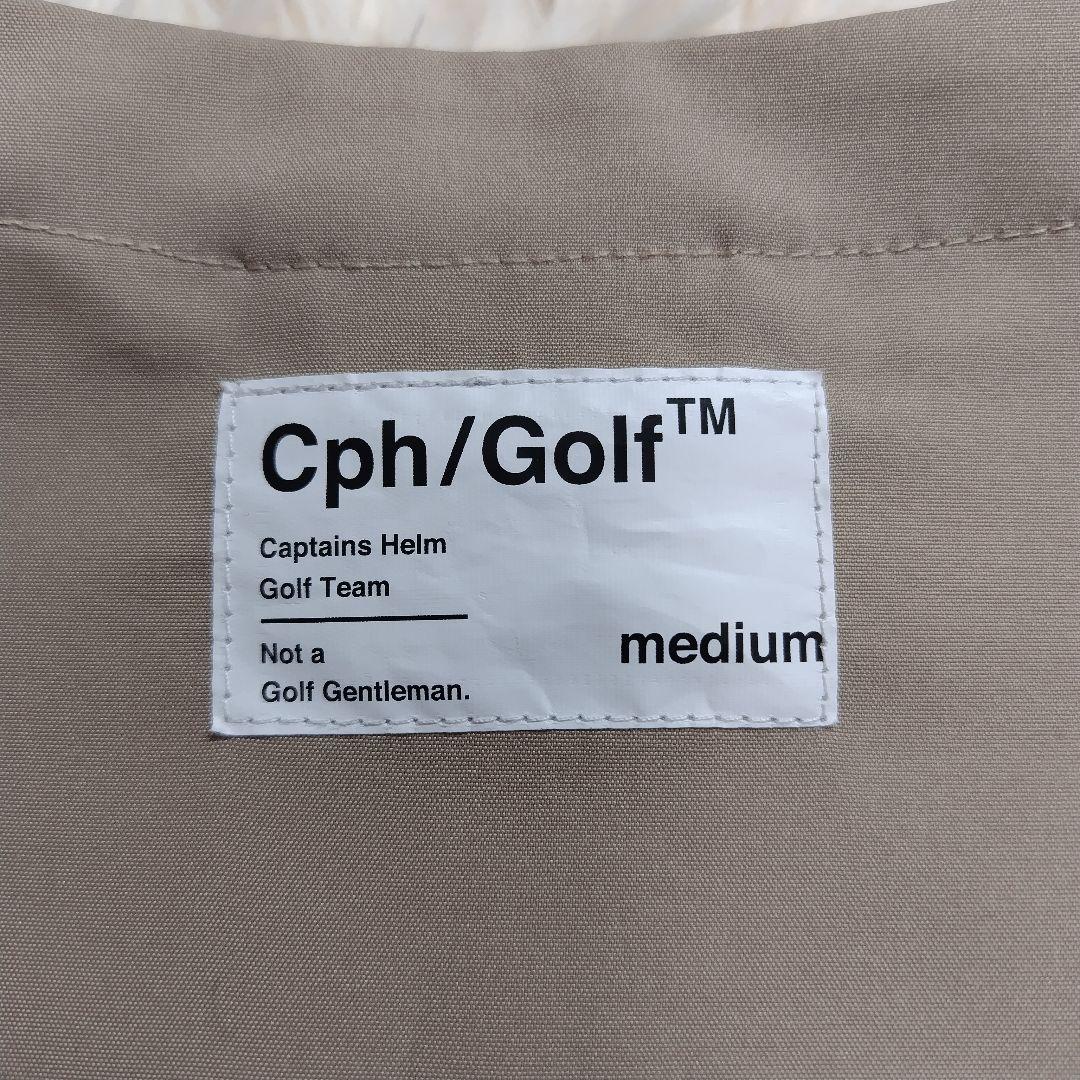 Cph/Golf™
Captains Helm
Golf Team
Not a
Golf Gentleman.
medium